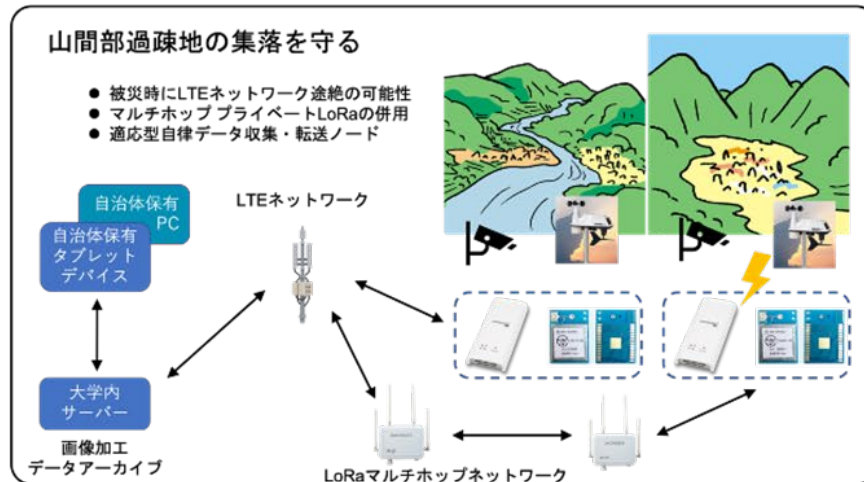 山間部過疎地の集落を守る
● 被災時にLTEネットワーク途絶の可能性
● マルチホップ プライベートLoRaの併用
● 適応型自律データ収集・転送ノード
自治体保有
PC
自治体保有
タブレット
デバイス
LTEネットワーク
大学内
サーバー
画像加工
データアーカイブ
LoRaマルチホップネットワーク